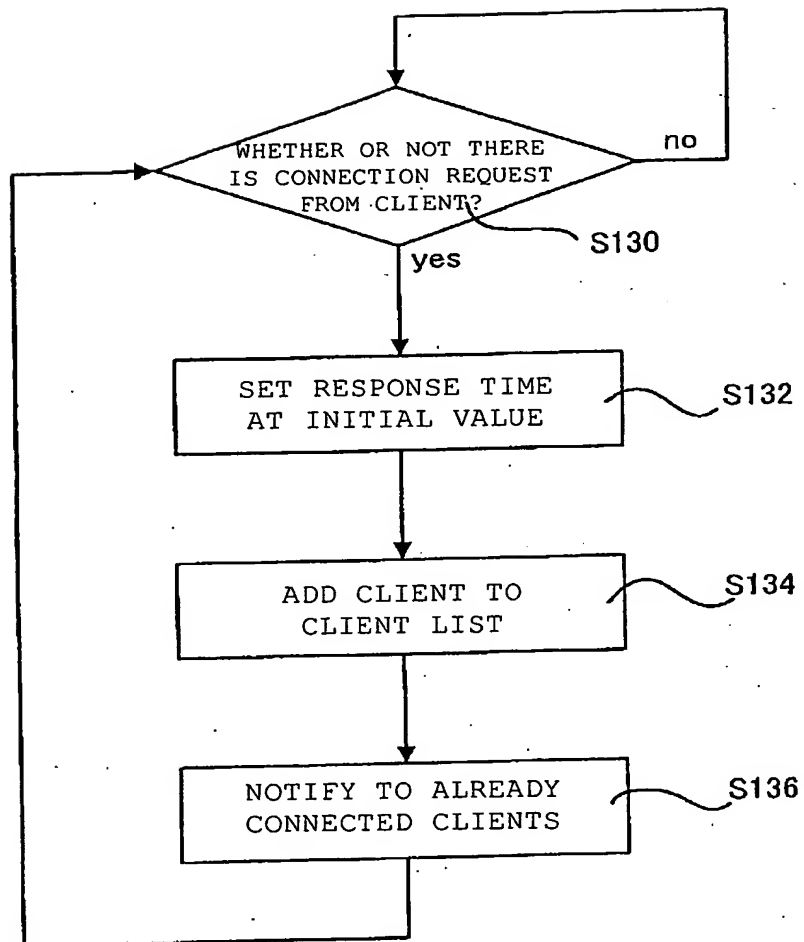 WHETHER OR NOT THERE
IS CONNECTION REQUEST
FROM CLIENT?
no
S130
yes
SET RESPONSE TIME
AT INITIAL VALUE
S132
ADD CLIENT TO
CLIENT LIST
S134
NOTIFY TO ALREADY
CONNECTED CLIENTS
S136